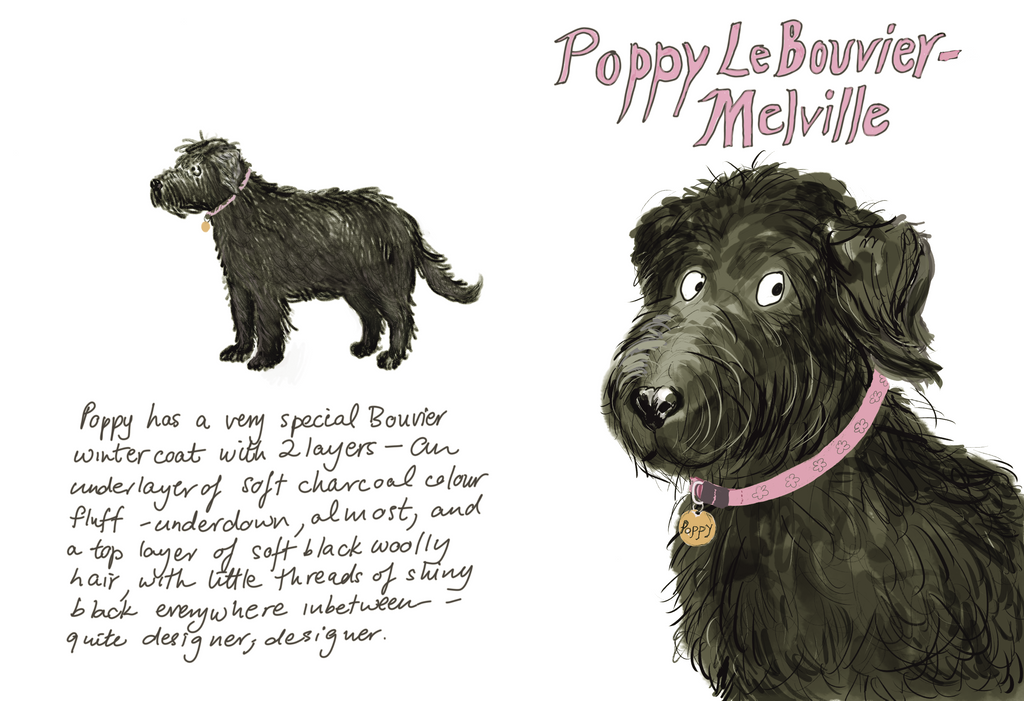 Poppy Le Bouvier-
Melville
Poppy has a very special Bouvier
winter coat with 2 layers – an
underlayer of soft charcoal colour
fluff - underdown, almost, and
a top layer of soft black woolly
hair, with little threads of shiny
black everywhere inbetween –
quite designer, designer.
Poppy